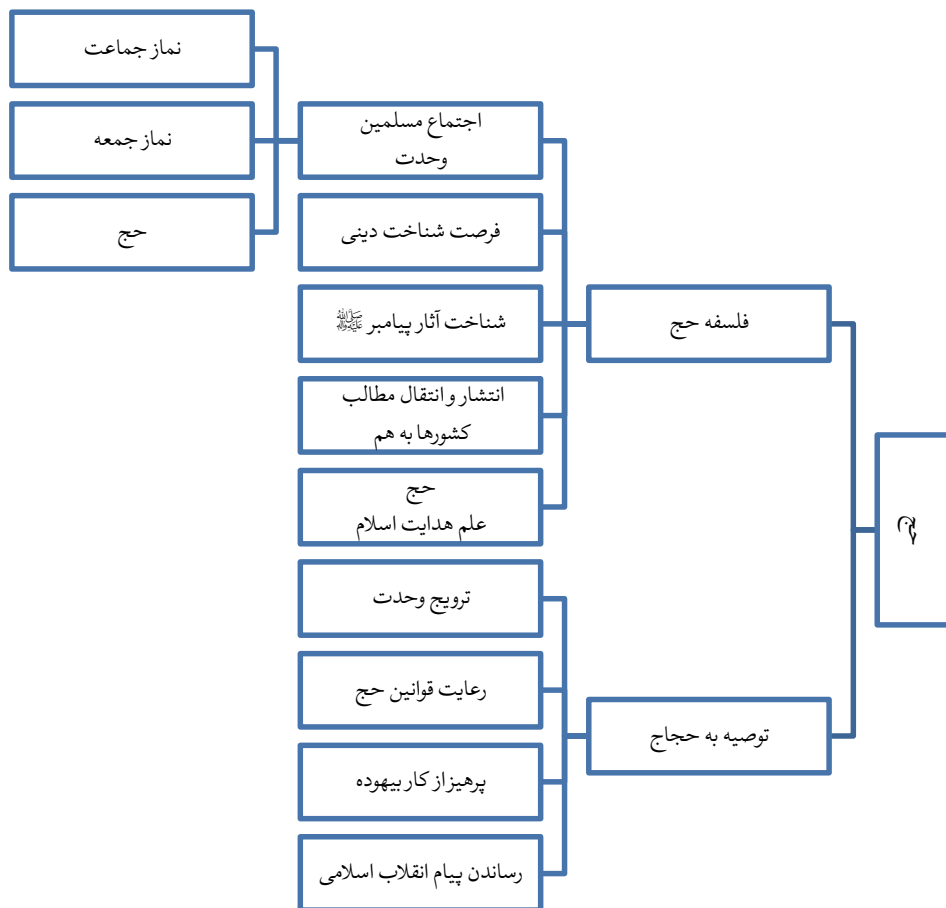 حج
فلسفه حج
اجتماع مسلمین
وحدت
نماز جماعت
نماز جمعه
حج
فرصت شناخت دینی
شناخت آثار پیامبر ﷺ
انتشار و انتقال مطالب
کشورها به هم
حج
علم هدایت اسلام
توصیه به حجاج
ترویج وحدت
رعایت قوانین حج
پرهیز از کار بیهوده
رساندن پیام انقلاب اسلامی